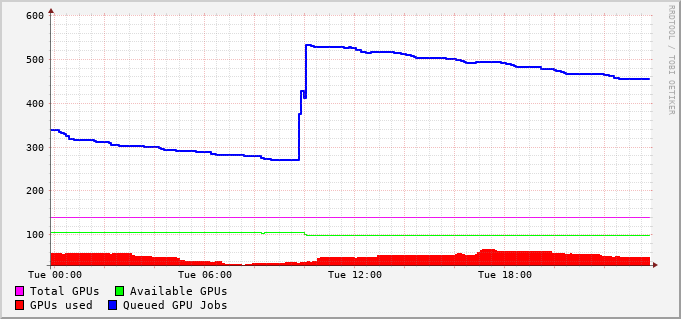 600
500
400
300
200
100
Tue 00:00 Tue 06:00 Tue 12:00 Tue 18:00
Total GPUs Available GPUs
GPUs used Queued GPU Jobs
RRDTOOL / TOBI OETIKER